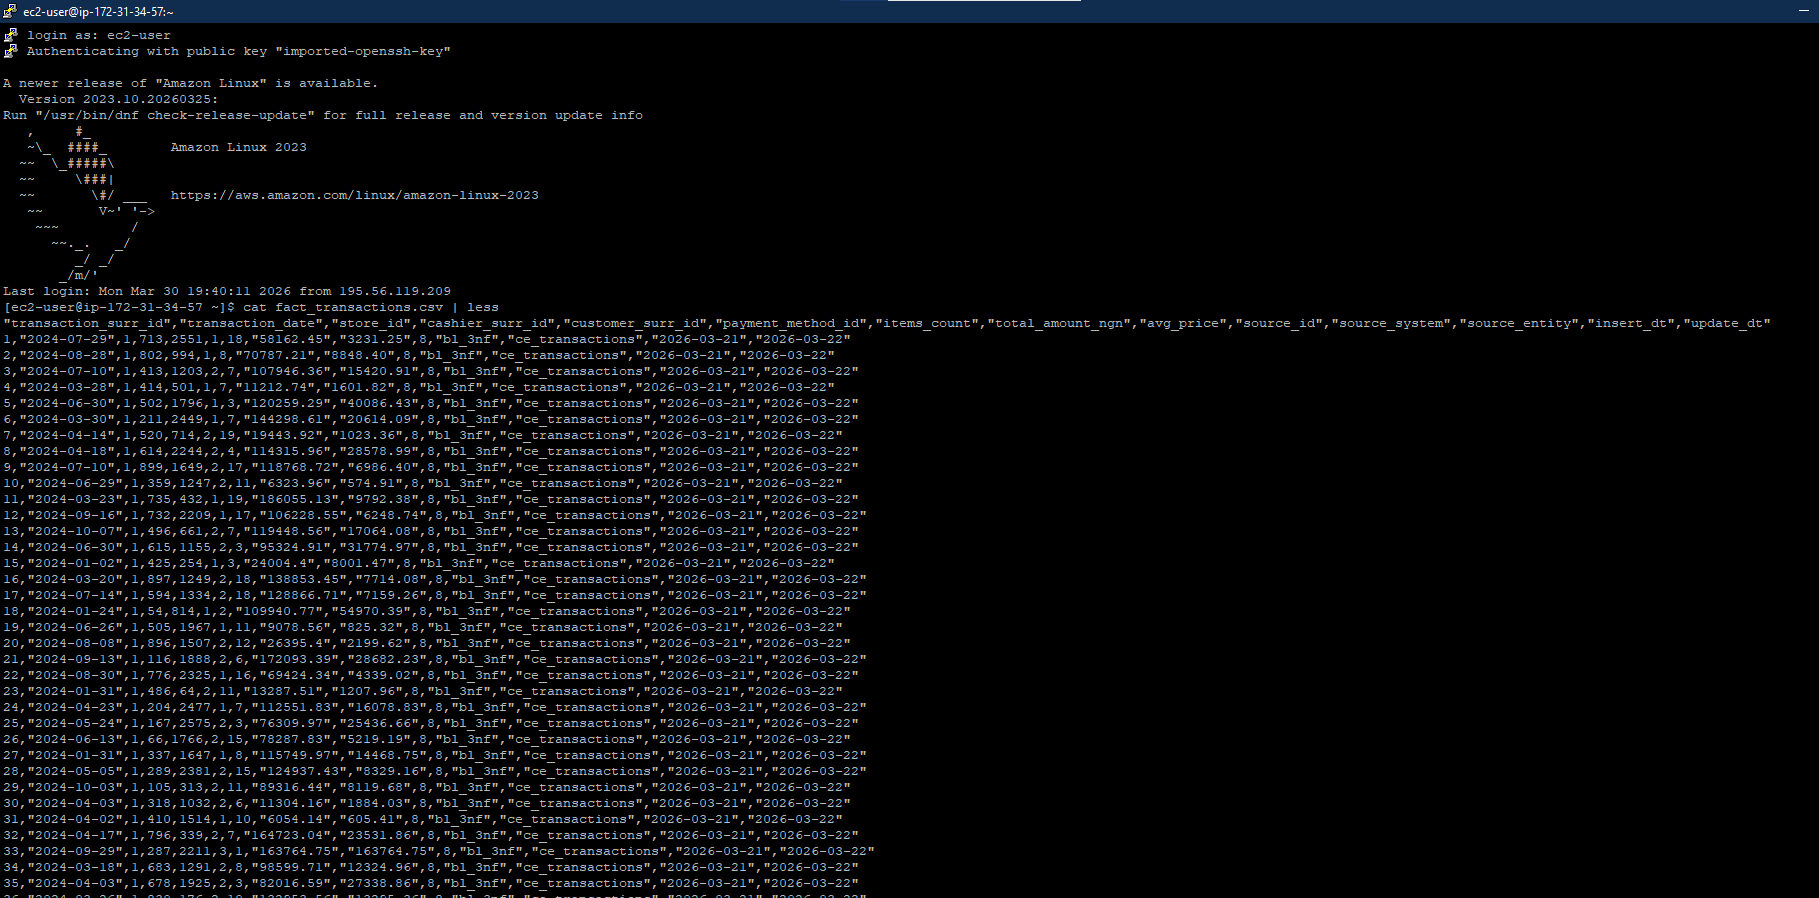 ec2-user@ip-172-31-34-57:~
login as: ec2-user
Authenticating with public key "imported-openssh-key"
A newer release of "Amazon Linux" is available.
  Version 2023.10.20260325:
Run "/usr/bin/dnf check-release-update" for full release and version update info
   ,     #_
   ~\_  ####_        Amazon Linux 2023
  ~~  \_#####\
  ~~     \###|
  ~~       \#/ ___   https://aws.amazon.com/linux/amazon-linux-2023
   ~~       V~' '->
    ~~~         /
      ~~._.   _/
         _/ _/
       _/m/'
Last login: Mon Mar 30 19:40:11 2026 from 195.56.119.209
[ec2-user@ip-172-31-34-57 ~]$ cat fact_transactions.csv | less
"transaction_surr_id","transaction_date","store_id","cashier_surr_id","customer_surr_id","payment_method_id","items_count","total_amount_ngn","avg_price","source_id","source_system","source_entity","insert_dt","update_dt"
1,"2024-07-29",1,713,2551,1,18,"58162.45","3231.25",8,"bl_3nf","ce_transactions","2026-03-21","2026-03-22"
2,"2024-08-28",1,802,994,1,8,"70787.21","8848.40",8,"bl_3nf","ce_transactions","2026-03-21","2026-03-22"
3,"2024-07-10",1,413,1203,2,7,"107946.36","15420.91",8,"bl_3nf","ce_transactions","2026-03-21","2026-03-22"
4,"2024-03-28",1,414,501,1,7,"11212.74","1601.82",8,"bl_3nf","ce_transactions","2026-03-21","2026-03-22"
5,"2024-06-30",1,502,1796,1,3,"120259.29","40086.43",8,"bl_3nf","ce_transactions","2026-03-21","2026-03-22"
6,"2024-03-30",1,211,2449,1,7,"144298.61","20614.09",8,"bl_3nf","ce_transactions","2026-03-21","2026-03-22"
7,"2024-04-14",1,520,714,2,19,"19443.92","1023.36",8,"bl_3nf","ce_transactions","2026-03-21","2026-03-22"
8,"2024-04-18",1,614,2244,2,4,"114315.96","28578.99",8,"bl_3nf","ce_transactions","2026-03-21","2026-03-22"
9,"2024-07-10",1,899,1649,2,17,"118768.72","6986.40",8,"bl_3nf","ce_transactions","2026-03-21","2026-03-22"
10,"2024-06-29",1,359,1247,2,11,"6323.96","574.91",8,"bl_3nf","ce_transactions","2026-03-21","2026-03-22"
11,"2024-03-23",1,735,432,1,19,"186055.13","9792.38",8,"bl_3nf","ce_transactions","2026-03-21","2026-03-22"
12,"2024-09-16",1,732,2209,1,17,"106228.55","6248.74",8,"bl_3nf","ce_transactions","2026-03-21","2026-03-22"
13,"2024-10-07",1,496,661,2,7,"119448.56","17064.08",8,"bl_3nf","ce_transactions","2026-03-21","2026-03-22"
14,"2024-06-30",1,615,1155,2,3,"95324.91","31774.97",8,"bl_3nf","ce_transactions","2026-03-21","2026-03-22"
15,"2024-01-02",1,425,254,1,3,"24004.4","8001.47",8,"bl_3nf","ce_transactions","2026-03-21","2026-03-22"
16,"2024-03-20",1,897,1249,2,18,"138853.45","7714.08",8,"bl_3nf","ce_transactions","2026-03-21","2026-03-22"
17,"2024-07-14",1,594,1334,2,18,"128866.71","7159.26",8,"bl_3nf","ce_transactions","2026-03-21","2026-03-22"
18,"2024-01-24",1,54,814,1,2,"109940.77","54970.39",8,"bl_3nf","ce_transactions","2026-03-21","2026-03-22"
19,"2024-06-26",1,505,1967,1,11,"9078.56","825.32",8,"bl_3nf","ce_transactions","2026-03-21","2026-03-22"
20,"2024-08-08",1,896,1507,2,12,"26395.4","2199.62",8,"bl_3nf","ce_transactions","2026-03-21","2026-03-22"
21,"2024-09-13",1,116,1888,2,6,"172093.39","28682.23",8,"bl_3nf","ce_transactions","2026-03-21","2026-03-22"
22,"2024-08-30",1,776,2325,1,16,"69424.34","4339.02",8,"bl_3nf","ce_transactions","2026-03-21","2026-03-22"
23,"2024-01-31",1,486,64,2,11,"13287.51","1207.96",8,"bl_3nf","ce_transactions","2026-03-21","2026-03-22"
24,"2024-04-23",1,204,2477,1,7,"112551.83","16078.83",8,"bl_3nf","ce_transactions","2026-03-21","2026-03-22"
25,"2024-05-24",1,167,2575,2,3,"76309.97","25436.66",8,"bl_3nf","ce_transactions","2026-03-21","2026-03-22"
26,"2024-06-13",1,66,1766,2,15,"78287.83","5219.19",8,"bl_3nf","ce_transactions","2026-03-21","2026-03-22"
27,"2024-01-31",1,337,1647,1,8,"115749.97","14468.75",8,"bl_3nf","ce_transactions","2026-03-21","2026-03-22"
28,"2024-05-05",1,289,2381,2,15,"124937.43","8329.16",8,"bl_3nf","ce_transactions","2026-03-21","2026-03-22"
29,"2024-10-03",1,105,313,2,11,"89316.44","8119.68",8,"bl_3nf","ce_transactions","2026-03-21","2026-03-22"
30,"2024-04-03",1,318,1032,2,6,"11304.16","1884.03",8,"bl_3nf","ce_transactions","2026-03-21","2026-03-22"
31,"2024-04-02",1,410,1514,1,10,"6054.14","605.41",8,"bl_3nf","ce_transactions","2026-03-21","2026-03-22"
32,"2024-04-17",1,796,339,2,7,"164723.04","23531.86",8,"bl_3nf","ce_transactions","2026-03-21","2026-03-22"
33,"2024-09-29",1,287,2211,3,1,"163764.75","163764.75",8,"bl_3nf","ce_transactions","2026-03-21","2026-03-22"
34,"2024-03-18",1,683,1291,2,8,"98599.71","12324.96",8,"bl_3nf","ce_transactions","2026-03-21","2026-03-22"
35,"2024-04-03",1,678,1925,2,3,"82016.59","27338.86",8,"bl_3nf","ce_transactions","2026-03-21","2026-03-22"